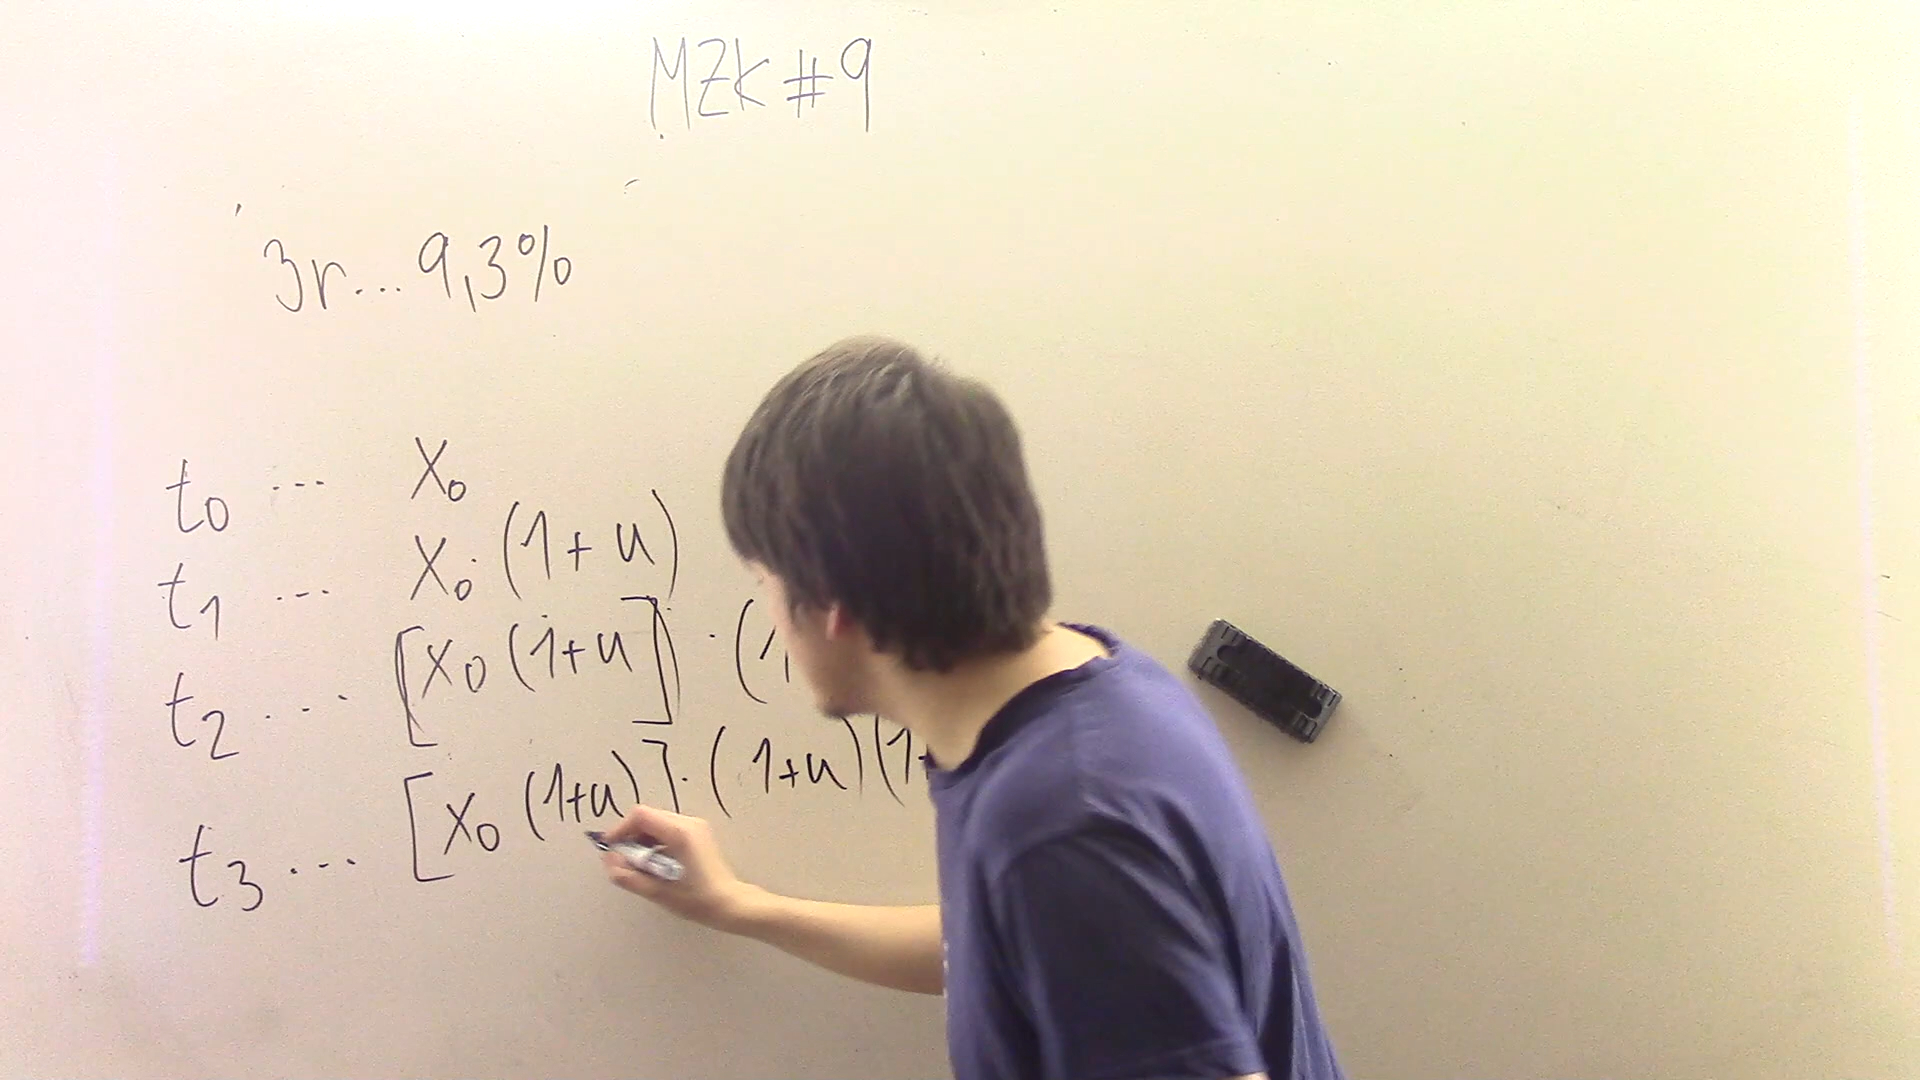 MZK #9
3r... 9,3%
t0 ... X0
t1 ... X0·(1+u)
t2 ... [X0(1+u)]·(1
t3 ... [X0(1+u)]·(1+u)(1+